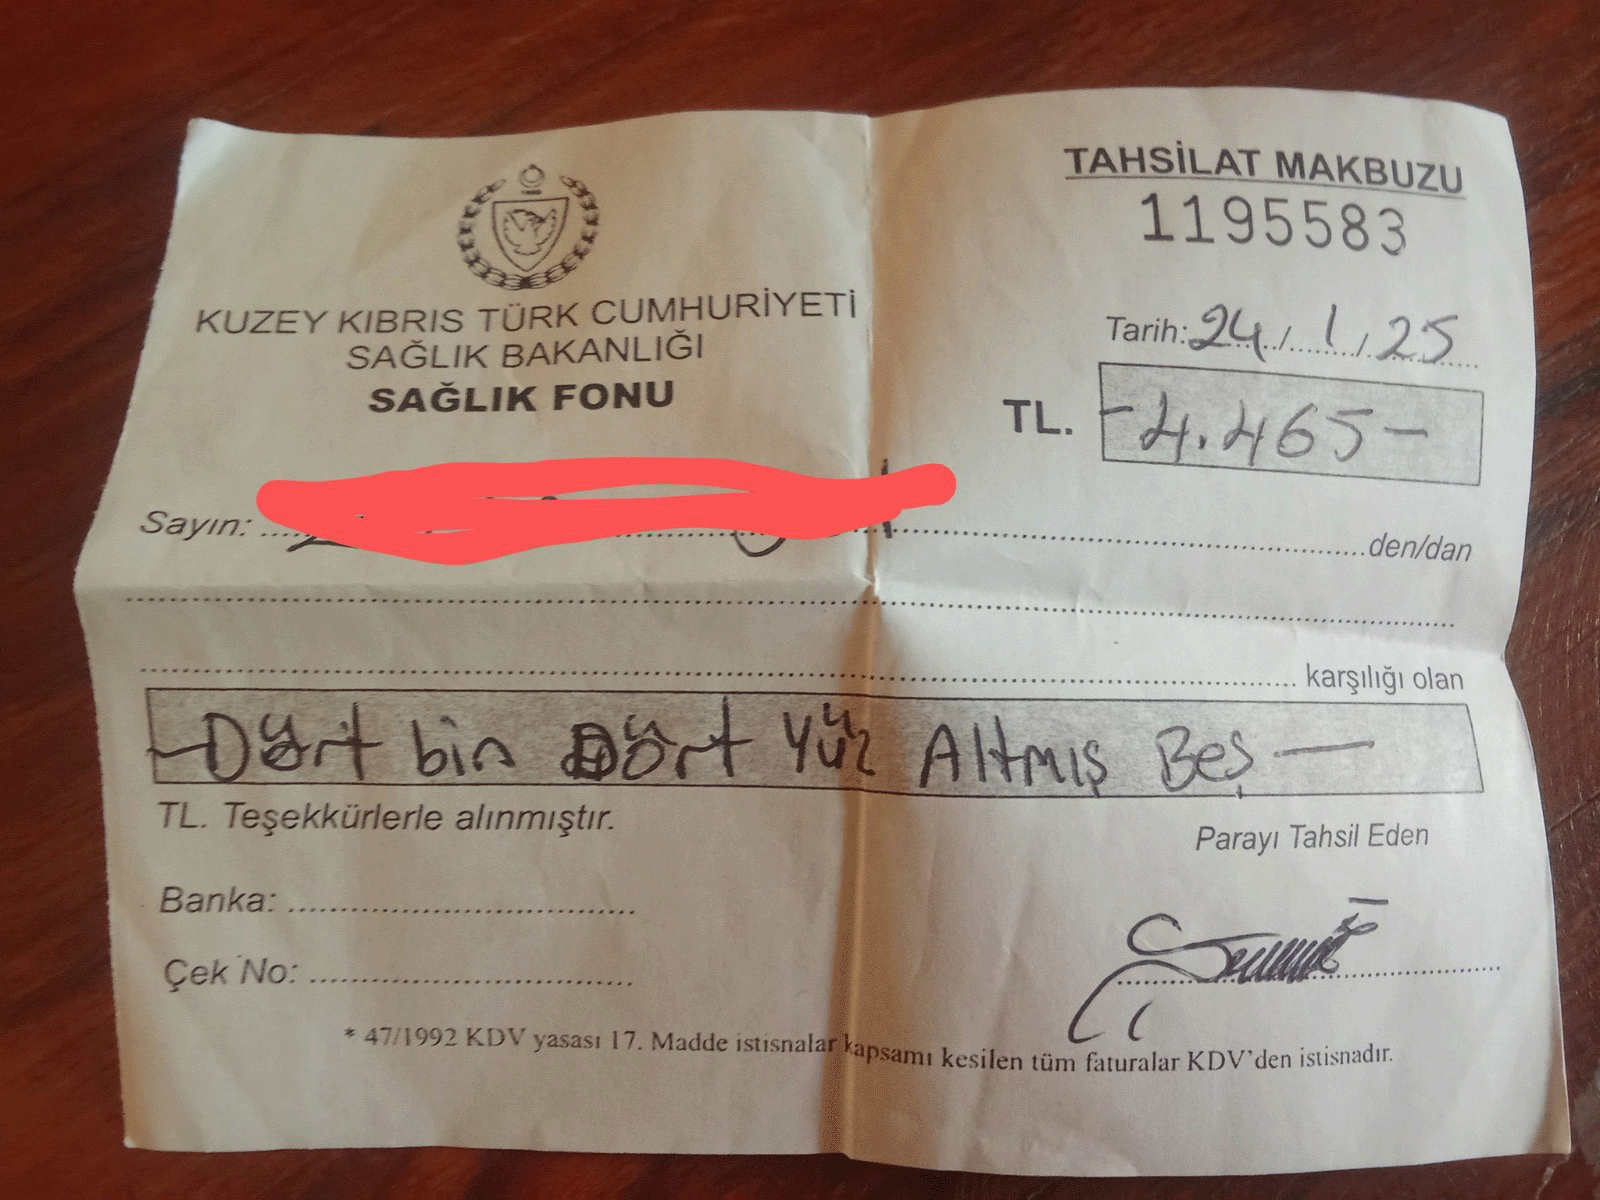 TAHSİLAT MAKBUZU
1195583
KUZEY KIBRIS TÜRK CUMHURİYETİ
SAĞLIK BAKANLIĞI
SAĞLIK FONU
Tarih: 24 / 1 / 25
TL. -4.465-
Sayın: den/dan
karşılığı olan
-Dört bin Dört Yüz Altmış Beş-
TL. Teşekkürlerle alınmıştır.
Parayı Tahsil Eden
Banka:
Çek No:
* 47/1992 KDV yasası 17. Madde istisnalar kapsamı kesilen tüm faturalar KDV'den istisnadır.